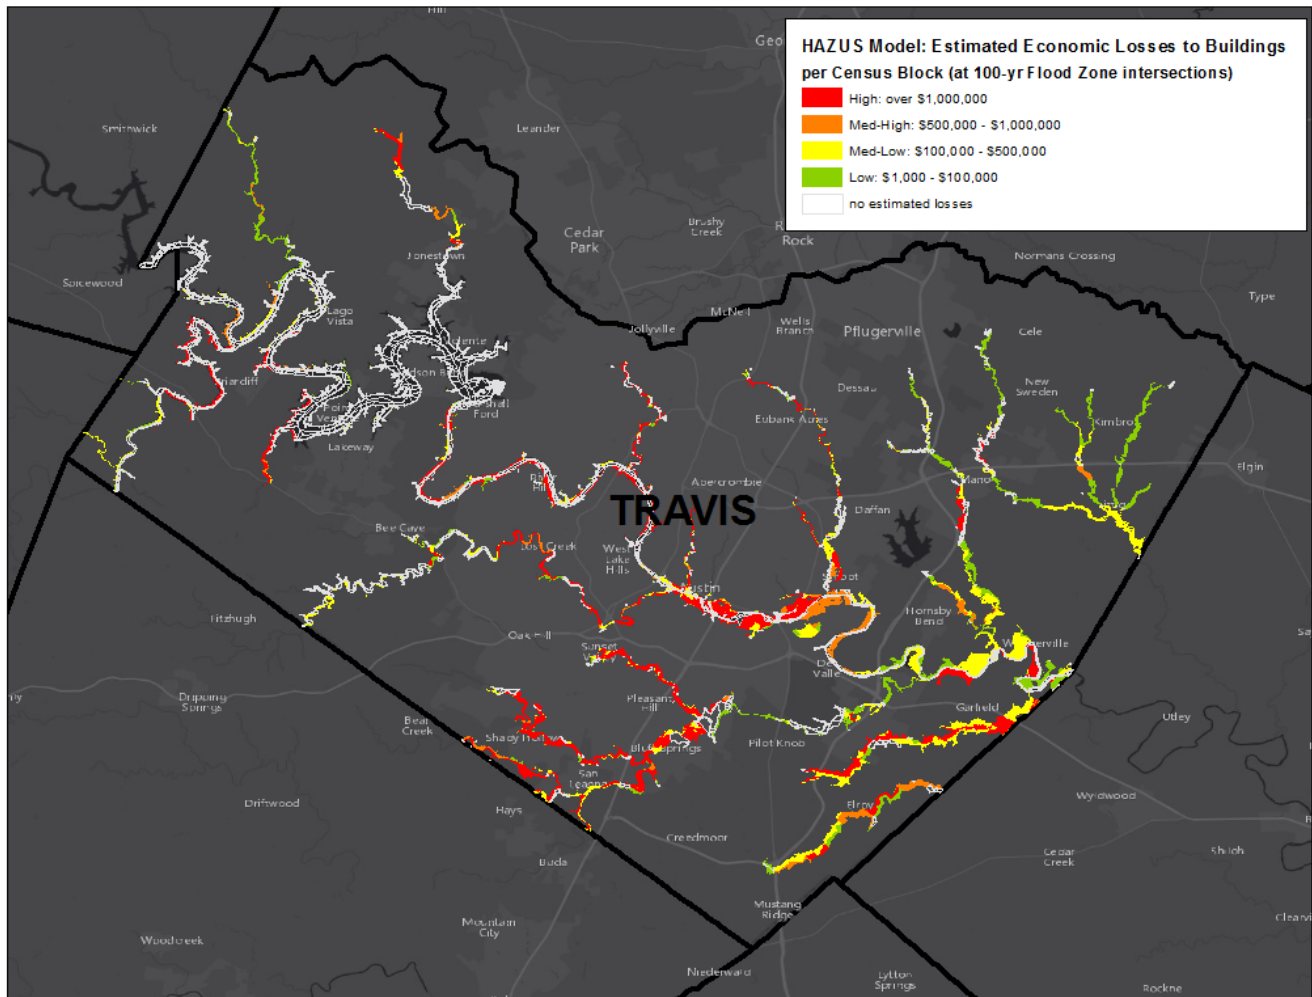 HAZUS Model: Estimated Economic Losses to Buildings
per Census Block (at 100-yr Flood Zone intersections)
High: over $1,000,000
Med-High: $500,000 - $1,000,000
Med-Low: $100,000 - $500,000
Low: $1,000 - $100,000
no estimated losses
Smithwick
Leander
Cedar
Park
Brushy
Creek
Rock
Jonestown
Normans Crossing
Spicewood
Type
Lago
Vista
McNeil
Jollyville
Wells
Branch
Pflugerville
Cele
Dessau
New
Sweden
Ford
Eubank Acres
Lakeway
Elgin
Abercrombie
TRAVIS
Daffan
Bee Cave
Lost Creek
West
Lake
Hills
Austin
Hornsby
Bend
Fitzhugh
Oak Hill
Sunset
Valley
Del
Valle
Dripping
Springs
Pleasant
Hill
Garfield
Utley
Bear
Creek
Shady Hollow
Bluff Springs
Pilot Knob
San
Leanna
Driftwood
Hays
Elroy
Wyldwood
Creedmoor
Buda
Cedar
Creek
Shiloh
Mustang
Ridge
Mountain
City
Woodcreek
Niederwald
Lytton
Springs
Rockne